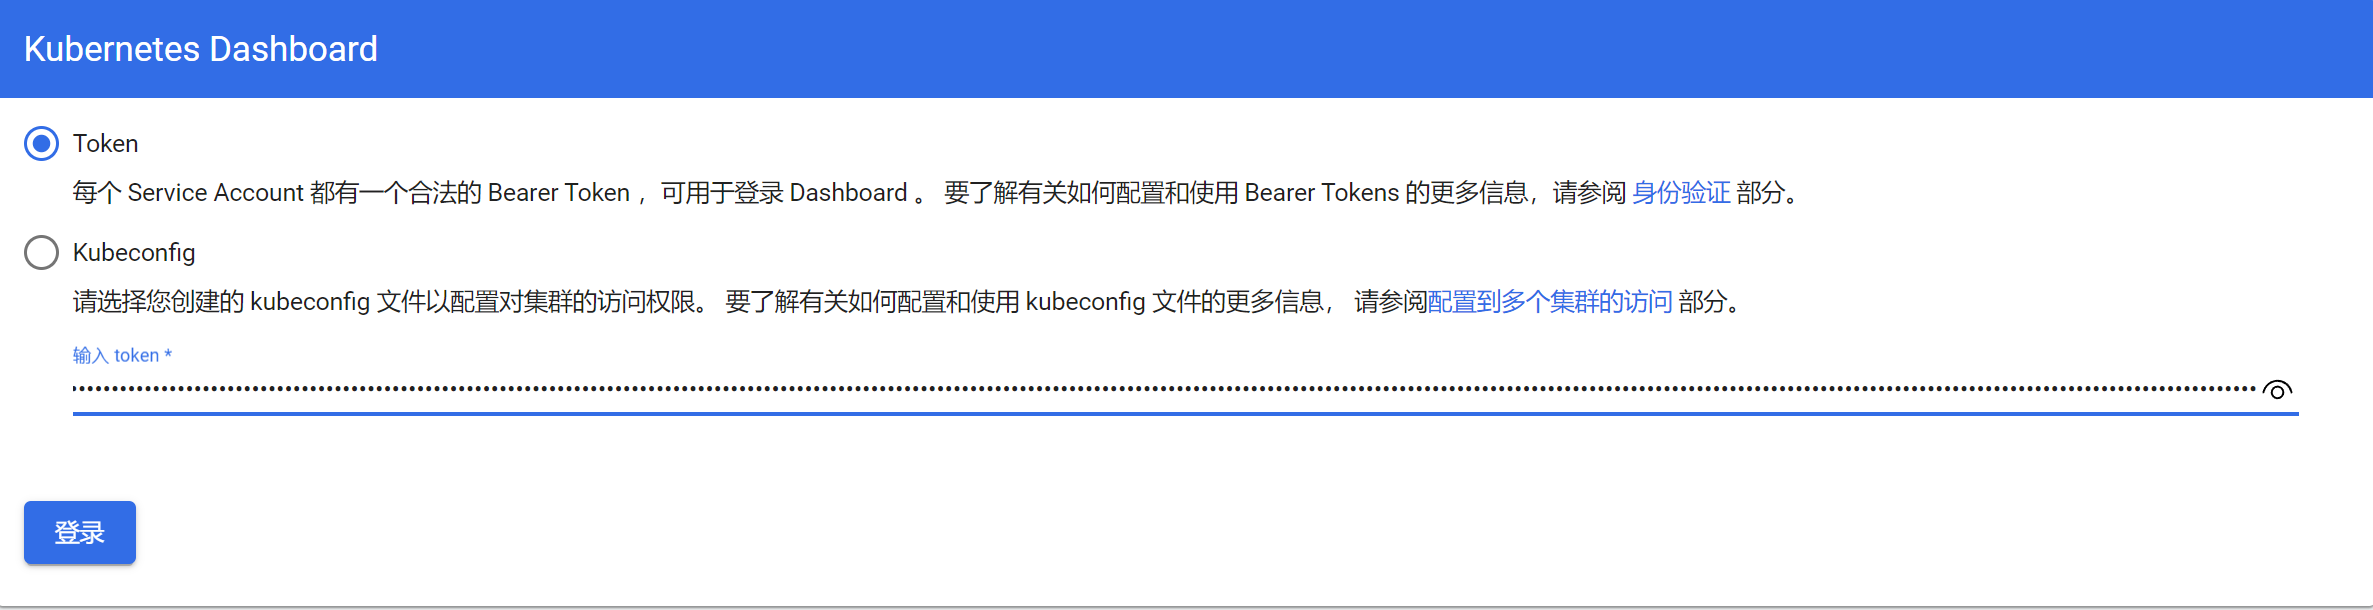 Kubernetes Dashboard
Token
每个 Service Account 都有一个合法的 Bearer Token ，可用于登录 Dashboard 。 要了解有关如何配置和使用 Bearer Tokens 的更多信息，请参阅 身份验证 部分。
Kubeconfig
请选择您创建的 kubeconfig 文件以配置对集群的访问权限。 要了解有关如何配置和使用 kubeconfig 文件的更多信息， 请参阅配置到多个集群的访问 部分。
输入 token *
登录